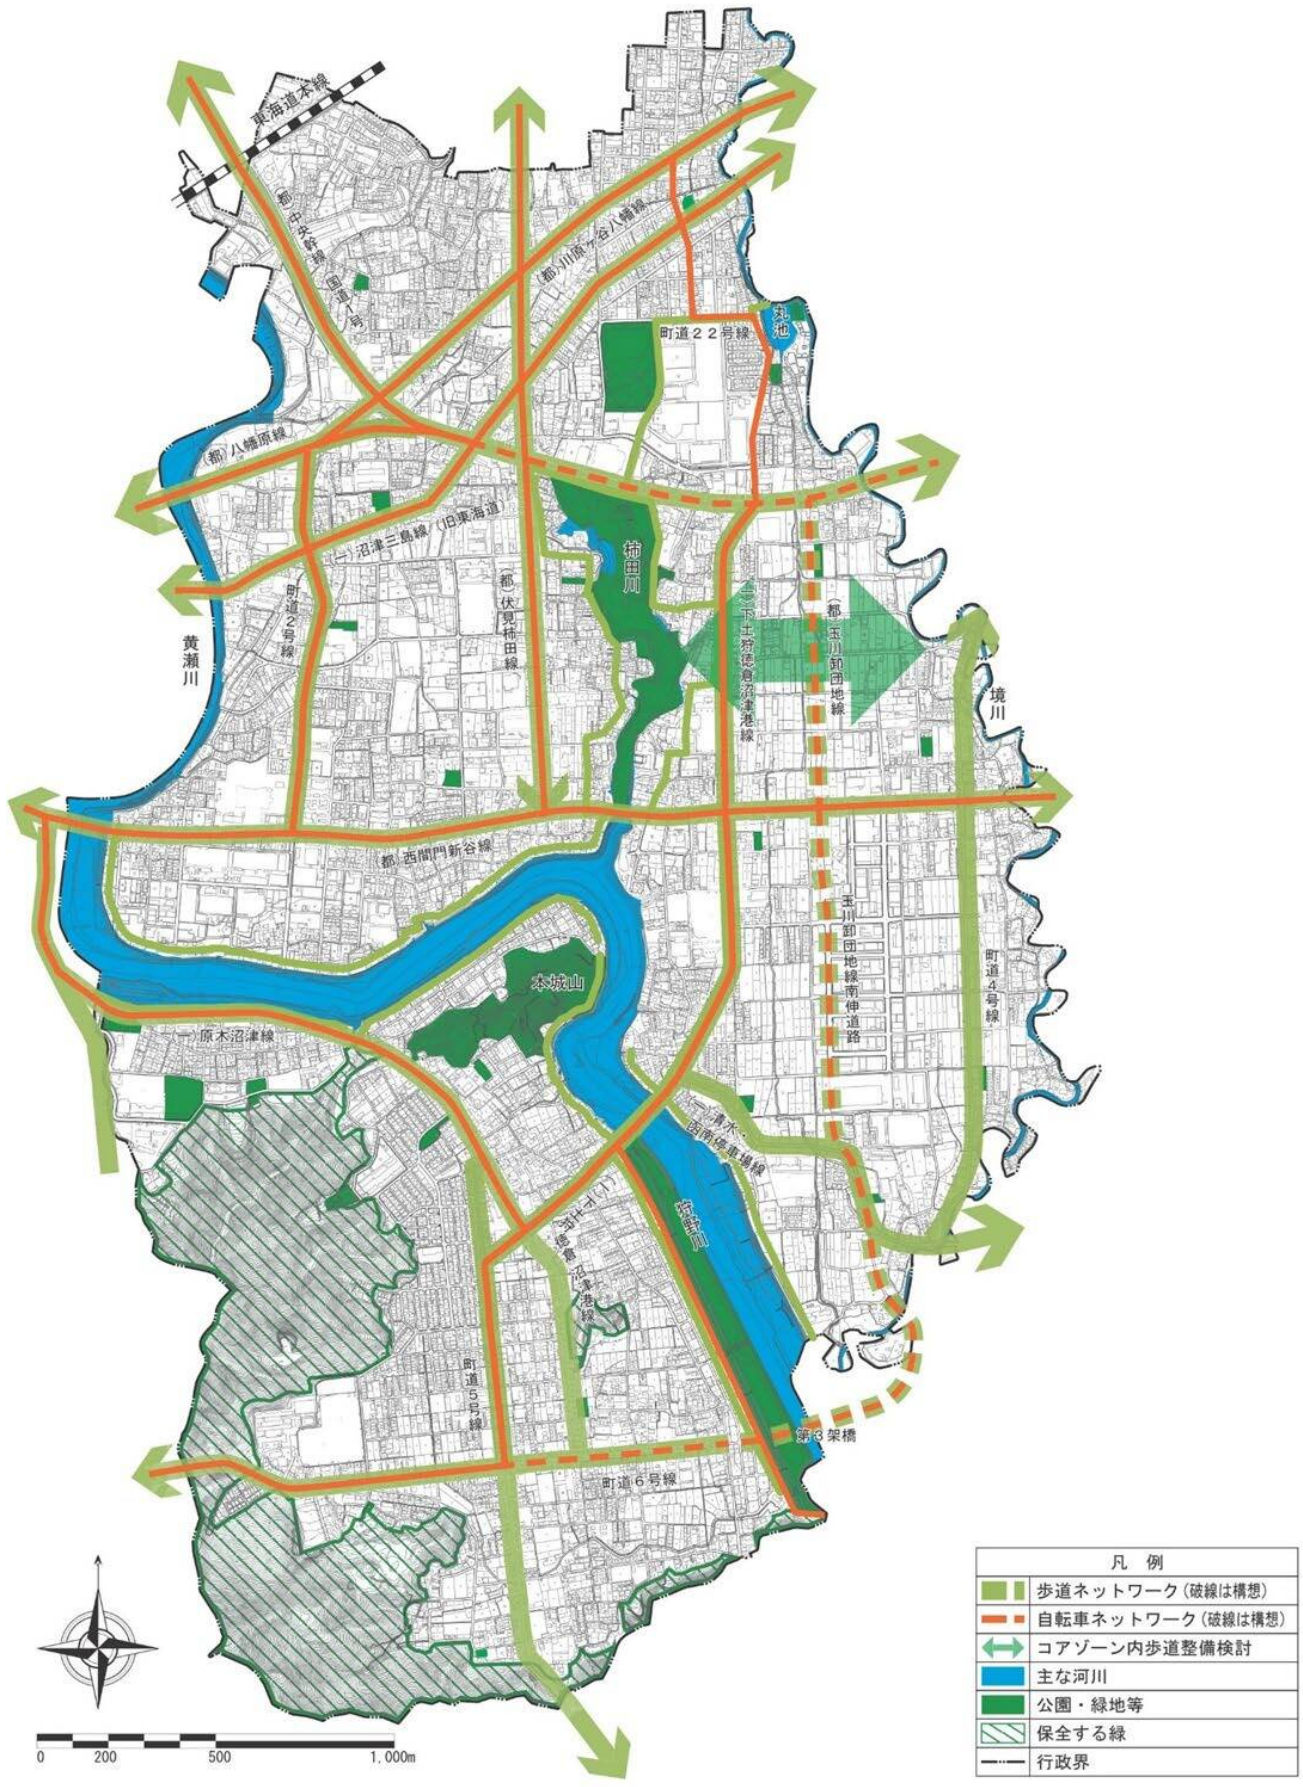 東海道本線
(都)中央幹線(国道1号)
(都)川原ヶ谷八幡線
町道22号線
丸池
(都)八幡原線
(一)沼津三島線(旧東海道)
柿田川
町道2号線
(都)伏見柿田線
(一)下土狩徳倉沼津港線
(都)玉川卸団地線
黄瀬川
境川
(都)西間門新谷線
玉川卸団地線南伸道路
町道4号線
本城山
(一)原木沼津線
(一)清水・
函南停車場線
狩野川
(一)下土狩徳倉沼津港線
町道5号線
第3架橋
町道6号線
凡 例
歩道ネットワーク(破線は構想)
自転車ネットワーク(破線は構想)
コアゾーン内歩道整備検討
主な河川
公園・緑地等
保全する緑
行政界
0 200 500 1,000m